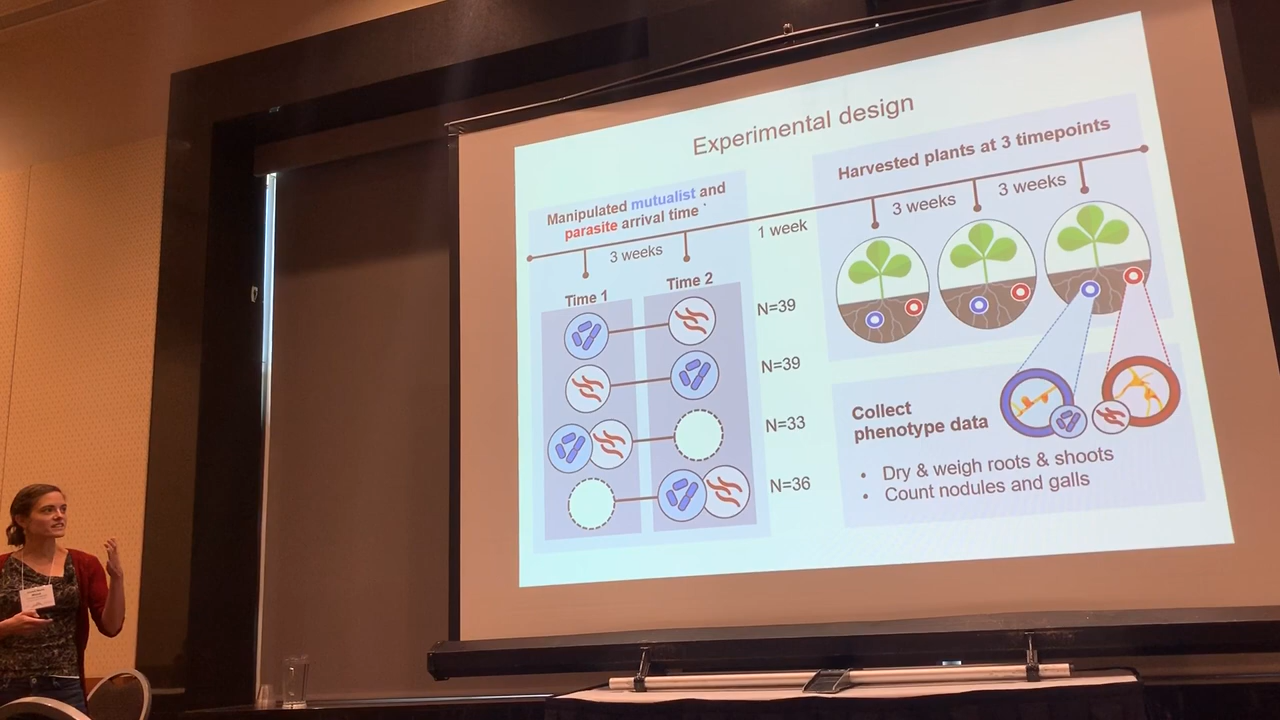 Experimental design
Manipulated mutualist and
parasite arrival time
3 weeks
1 week
Harvested plants at 3 timepoints
3 weeks
3 weeks
Time 1
Time 2
N=39
N=39
N=33
N=36
Collect
phenotype data
• Dry & weigh roots & shoots
• Count nodules and galls